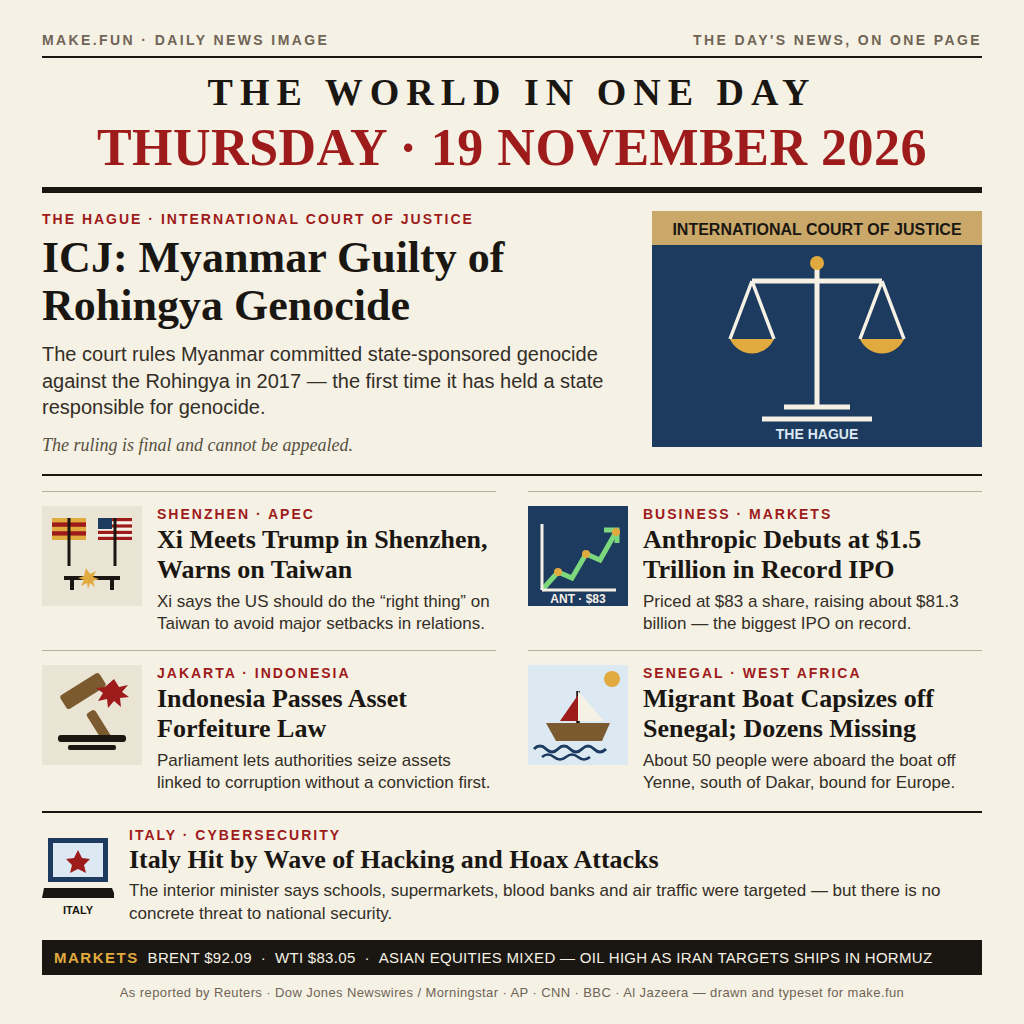 MAKE.FUN · DAILY NEWS IMAGE
THE DAY'S NEWS, ON ONE PAGE
THE WORLD IN ONE DAY
THURSDAY · 19 NOVEMBER 2026
THE HAGUE · INTERNATIONAL COURT OF JUSTICE
ICJ: Myanmar Guilty of
Rohingya Genocide
The court rules Myanmar committed state-sponsored genocide
against the Rohingya in 2017 — the first time it has held a state
responsible for genocide.
The ruling is final and cannot be appealed.
INTERNATIONAL COURT OF JUSTICE
THE HAGUE
SHENZHEN · APEC
Xi Meets Trump in Shenzhen,
Warns on Taiwan
Xi says the US should do the “right thing” on
Taiwan to avoid major setbacks in relations.
BUSINESS · MARKETS
Anthropic Debuts at $1.5
Trillion in Record IPO
Priced at $83 a share, raising about $81.3
billion — the biggest IPO on record.
ANT · $83
JAKARTA · INDONESIA
Indonesia Passes Asset
Forfeiture Law
Parliament lets authorities seize assets
linked to corruption without a conviction first.
SENEGAL · WEST AFRICA
Migrant Boat Capsizes off
Senegal; Dozens Missing
About 50 people were aboard the boat off
Yenne, south of Dakar, bound for Europe.
ITALY · CYBERSECURITY
Italy Hit by Wave of Hacking and Hoax Attacks
The interior minister says schools, supermarkets, blood banks and air traffic were targeted — but there is no
concrete threat to national security.
ITALY
MARKETS BRENT $92.09 · WTI $83.05 · ASIAN EQUITIES MIXED — OIL HIGH AS IRAN TARGETS SHIPS IN HORMUZ
As reported by Reuters · Dow Jones Newswires / Morningstar · AP · CNN · BBC · Al Jazeera — drawn and typeset for make.fun